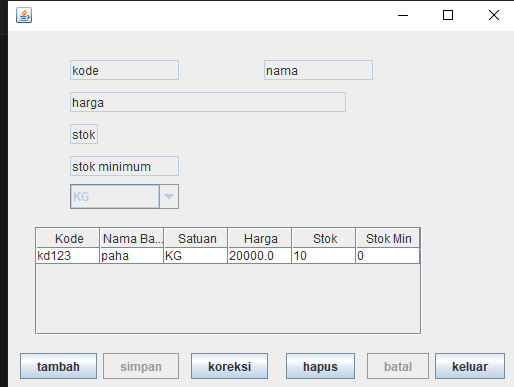 kode nama
harga
stok
stok minimum
KG
Kode Nama Ba... Satuan Harga Stok Stok Min
kd123 paha KG 20000.0 10 0
tambah simpan koreksi hapus batal keluar